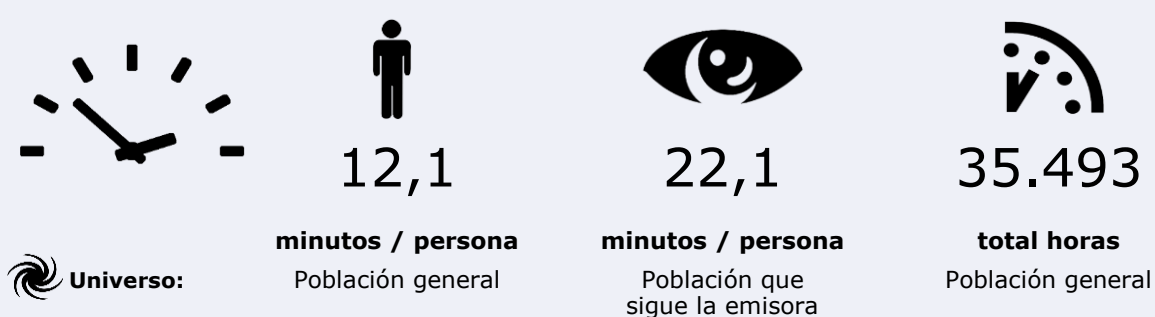 12,1
22,1
35.493
minutos / persona
minutos / persona
total horas
Universo:
Población general
Población que
sigue la emisora
Población general